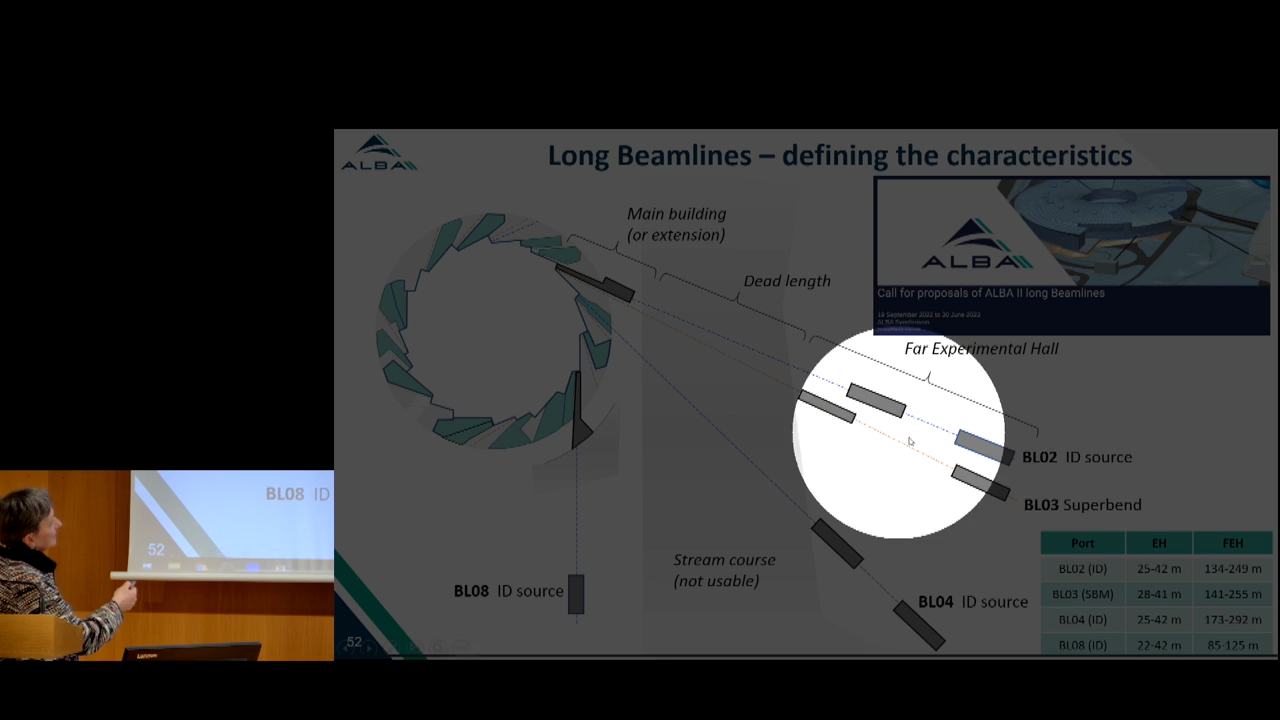 ALBA
Long Beamlines – defining the characteristics
Main building
(or extension)
Dead length
ALBA
Call for proposals of ALBA II long Beamlines
19 September 2022 to 30 June 2023
ALBA Synchrotron
Far Experimental Hall
BL02 ID source
BL03 Superbend
Stream course
(not usable)
BL08 ID source
BL04 ID source
Port EH FEH
BL02 (ID) 25-42 m 134-249 m
BL03 (SBM) 28-41 m 141-255 m
BL04 (ID) 25-42 m 173-292 m
BL08 (ID) 22-42 m 85-125 m
52
BL08 ID
52
Lenovo